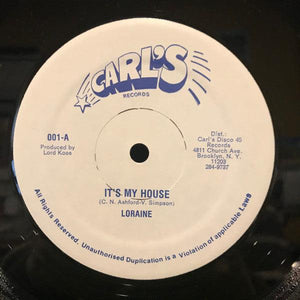 CARL'S
RECORDS
001-A
Produced by
Lord Koos
Dist.:
Carl's Disco 45
Records
4811 Church Ave.
Brooklyn, N. Y.
11203
284-9737
IT'S MY HOUSE
(C. N. Ashford-V. Simpson)
LORAINE
All Rights Reserved. Unauthorised Duplication is a Violation of applicable Laws